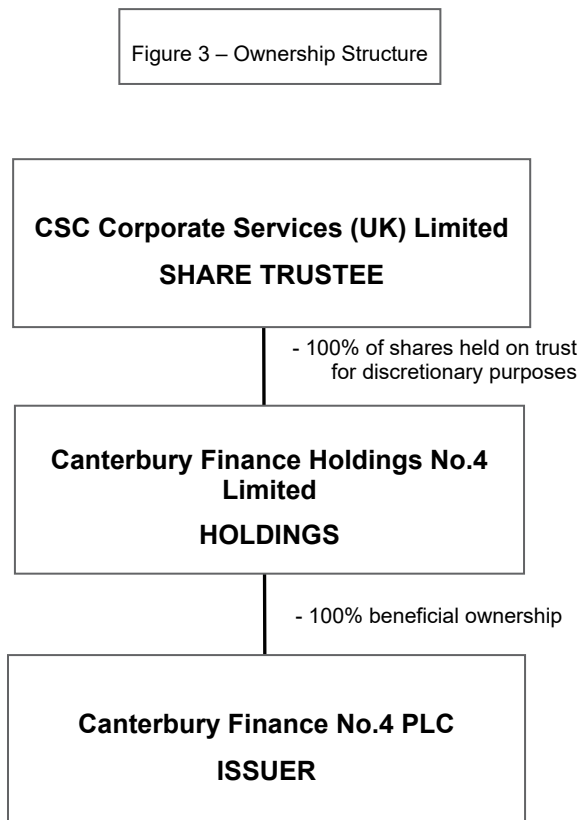 Figure 3 – Ownership Structure
CSC Corporate Services (UK) Limited
SHARE TRUSTEE
- 100% of shares held on trust
for discretionary purposes
Canterbury Finance Holdings No.4
Limited
HOLDINGS
- 100% beneficial ownership
Canterbury Finance No.4 PLC
ISSUER